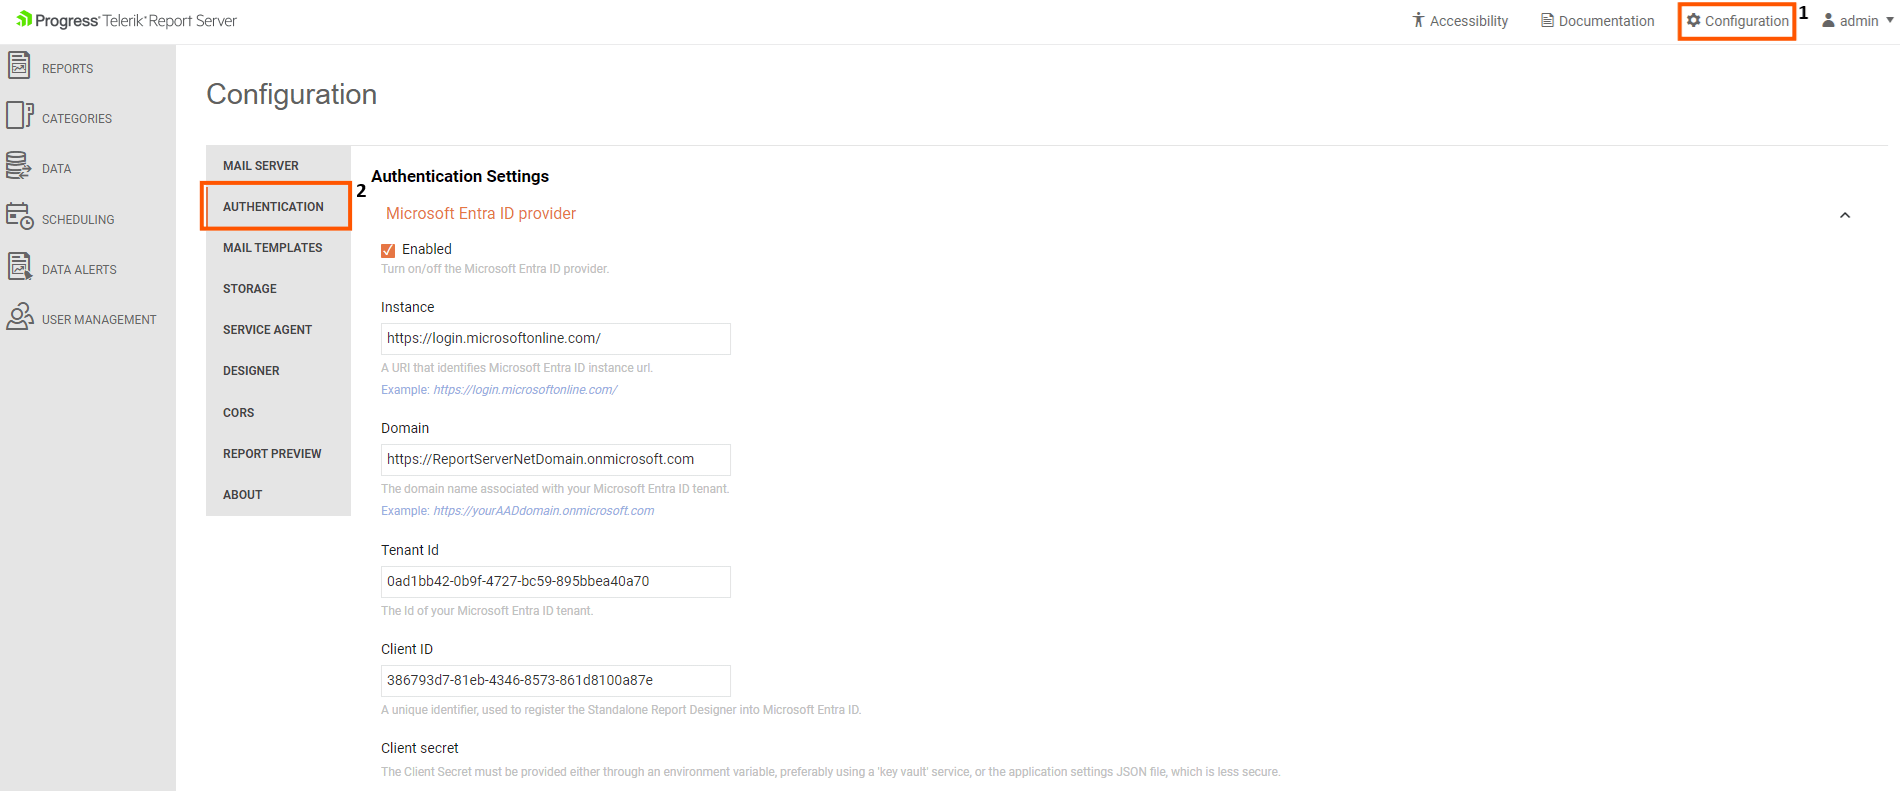 Progress Telerik Report Server
Accessibility
Documentation
Configuration
1
admin
REPORTS
CATEGORIES
DATA
SCHEDULING
DATA ALERTS
USER MANAGEMENT
Configuration
MAIL SERVER
AUTHENTICATION
2
MAIL TEMPLATES
STORAGE
SERVICE AGENT
DESIGNER
CORS
REPORT PREVIEW
ABOUT
Authentication Settings
Microsoft Entra ID provider
Enabled
Turn on/off the Microsoft Entra ID provider.
Instance
https://login.microsoftonline.com/
A URI that identifies Microsoft Entra ID instance url.
Example: https://login.microsoftonline.com/
Domain
https://ReportServerNetDomain.onmicrosoft.com
The domain name associated with your Microsoft Entra ID tenant.
Example: https://yourAADdomain.onmicrosoft.com
Tenant Id
0ad1bb42-0b9f-4727-bc59-895bbea40a70
The Id of your Microsoft Entra ID tenant.
Client ID
386793d7-81eb-4346-8573-861d8100a87e
A unique identifier, used to register the Standalone Report Designer into Microsoft Entra ID.
Client secret
The Client Secret must be provided either through an environment variable, preferably using a 'key vault' service, or the application settings JSON file, which is less secure.